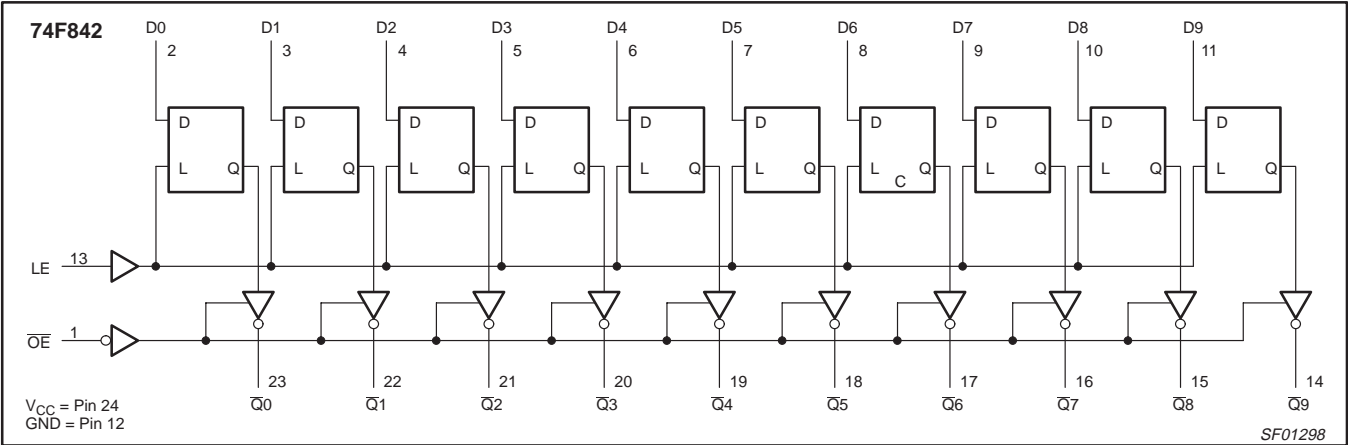 74F842
D0 D1 D2 D3 D4 D5 D6 D7 D8 D9
2 3 4 5 6 7 8 9 10 11
D D D D D D D D D D
L Q L Q L Q L Q L Q L Q L Q L Q L Q L Q
C
LE 13
OE 1
23 22 21 20 19 18 17 16 15 14
Q0 Q1 Q2 Q3 Q4 Q5 Q6 Q7 Q8 Q9
VCC = Pin 24
GND = Pin 12
SF01298